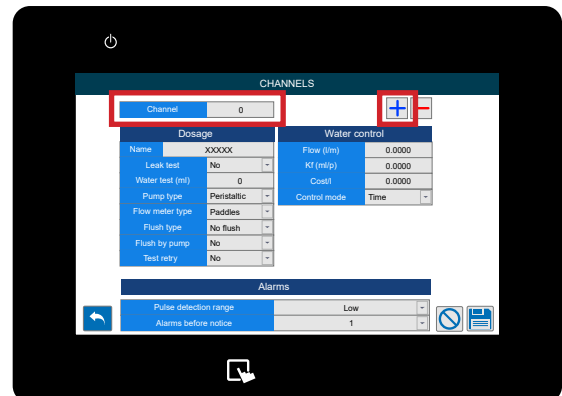 CHANNELS
Channel 0
Dosage
Name XXXXX
Leak test No
Water test (ml) 0
Pump type Peristaltic
Flow meter type Paddles
Flush type No flush
Flush by pump No
Test retry No
Water control
Flow (l/m) 0.0000
Kf (ml/p) 0.0000
Cost/l 0.0000
Control mode Time
Alarms
Pulse detection range Low
Alarms before notice 1